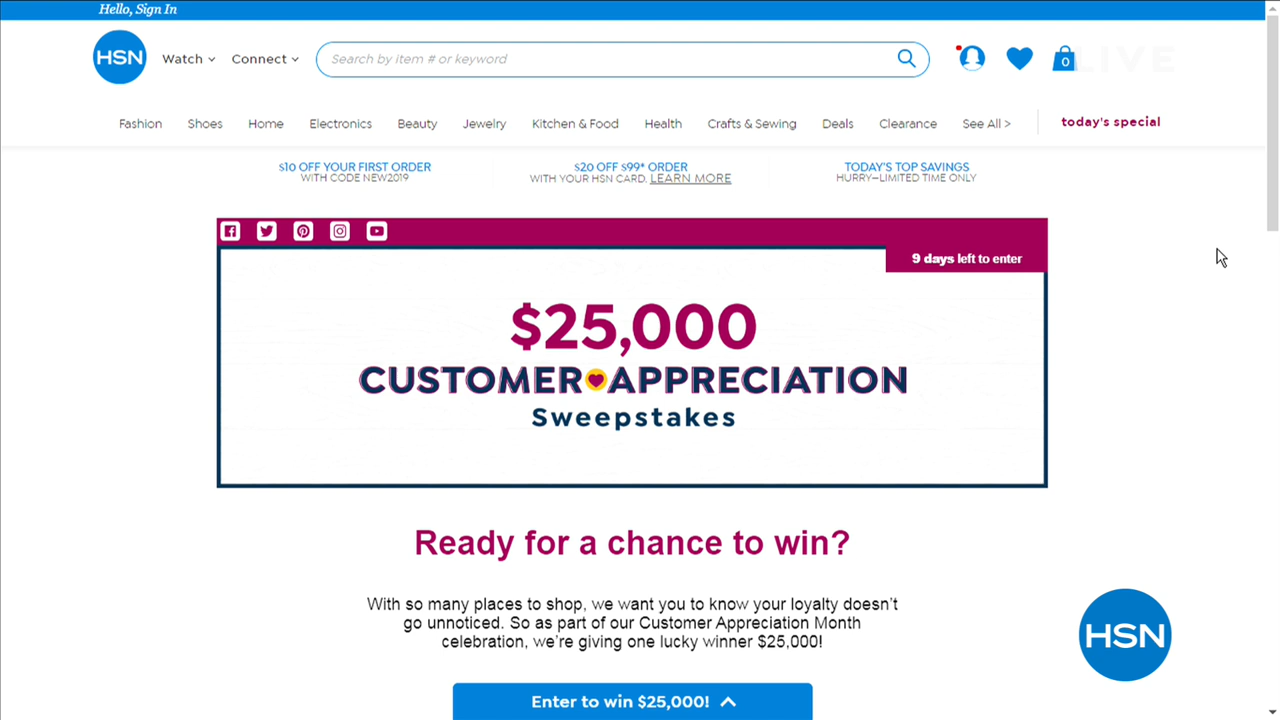 Hello, Sign In
HSN
Watch
Connect
Search by item # or keyword
0
LIVE
Fashion
Shoes
Home
Electronics
Beauty
Jewelry
Kitchen & Food
Health
Crafts & Sewing
Deals
Clearance
See All >
today's special
$10 OFF YOUR FIRST ORDER
WITH CODE NEW2019
$20 OFF $99* ORDER
WITH YOUR HSN CARD. LEARN MORE
TODAY'S TOP SAVINGS
HURRY—LIMITED TIME ONLY
9 days left to enter
$25,000
CUSTOMER APPRECIATION
Sweepstakes
Ready for a chance to win?
With so many places to shop, we want you to know your loyalty doesn’t
go unnoticed. So as part of our Customer Appreciation Month
celebration, we’re giving one lucky winner $25,000!
HSN
Enter to win $25,000!